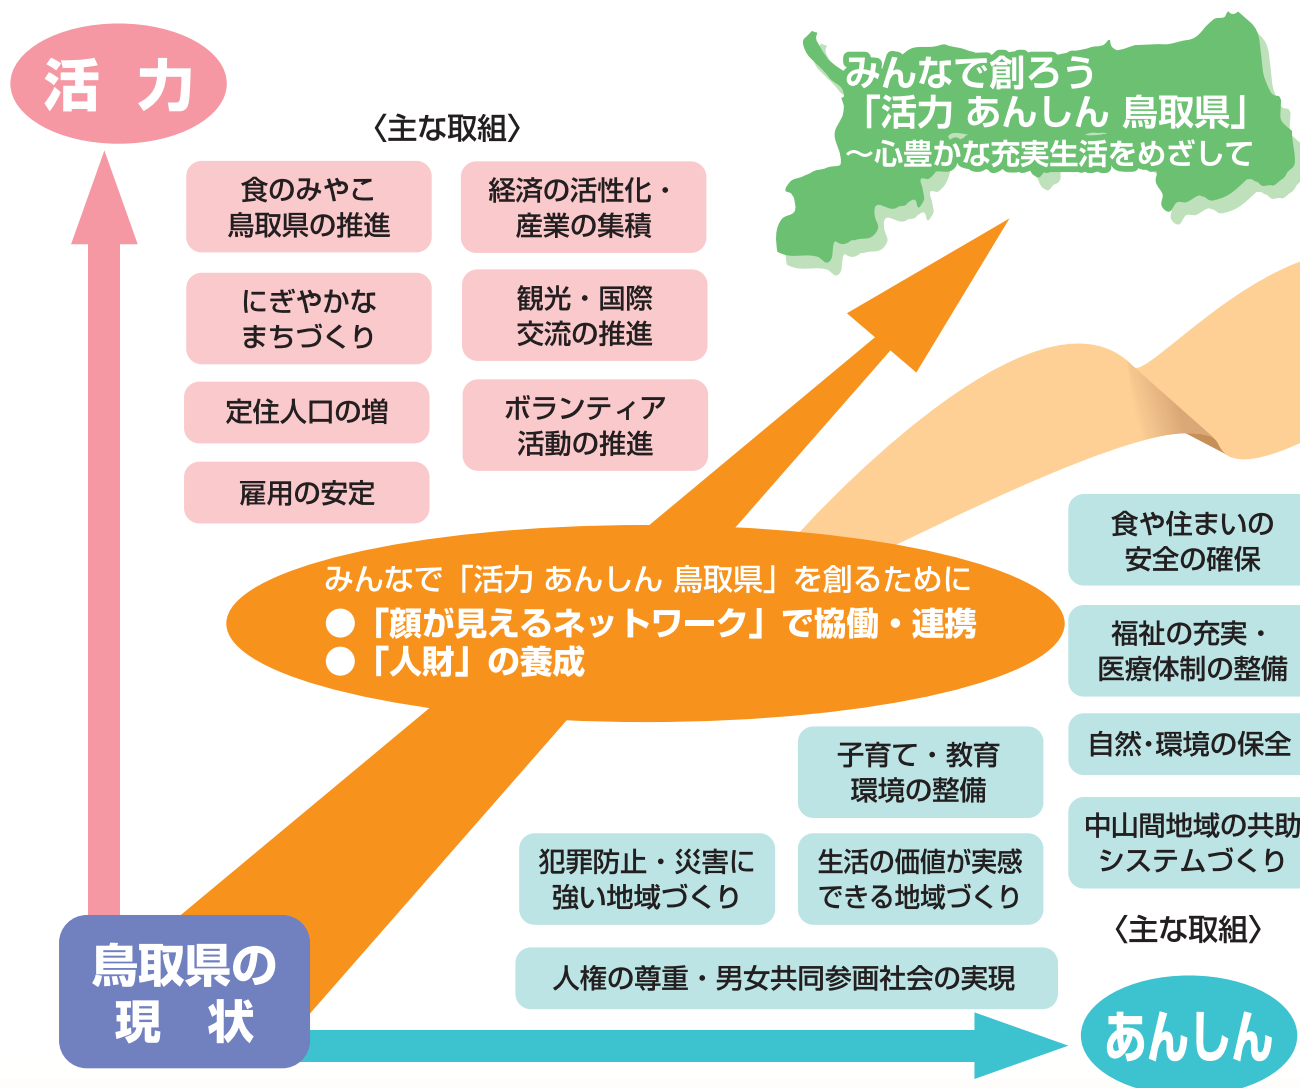 活 力
みんなで創ろう
「活力 あんしん 鳥取県」
～心豊かな充実生活をめざして
〈主な取組〉
食のみやこ
鳥取県の推進
経済の活性化・
産業の集積
にぎやかな
まちづくり
観光・国際
交流の推進
定住人口の増
ボランティア
活動の推進
雇用の安定
みんなで「活力 あんしん 鳥取県」を創るために
●「顔が見えるネットワーク」で協働・連携
●「人財」の養成
食や住まいの
安全の確保
福祉の充実・
医療体制の整備
自然・環境の保全
中山間地域の共助
システムづくり
子育て・教育
環境の整備
犯罪防止・災害に
強い地域づくり
生活の価値が実感
できる地域づくり
人権の尊重・男女共同参画社会の実現
〈主な取組〉
あんしん
鳥取県の
現 状